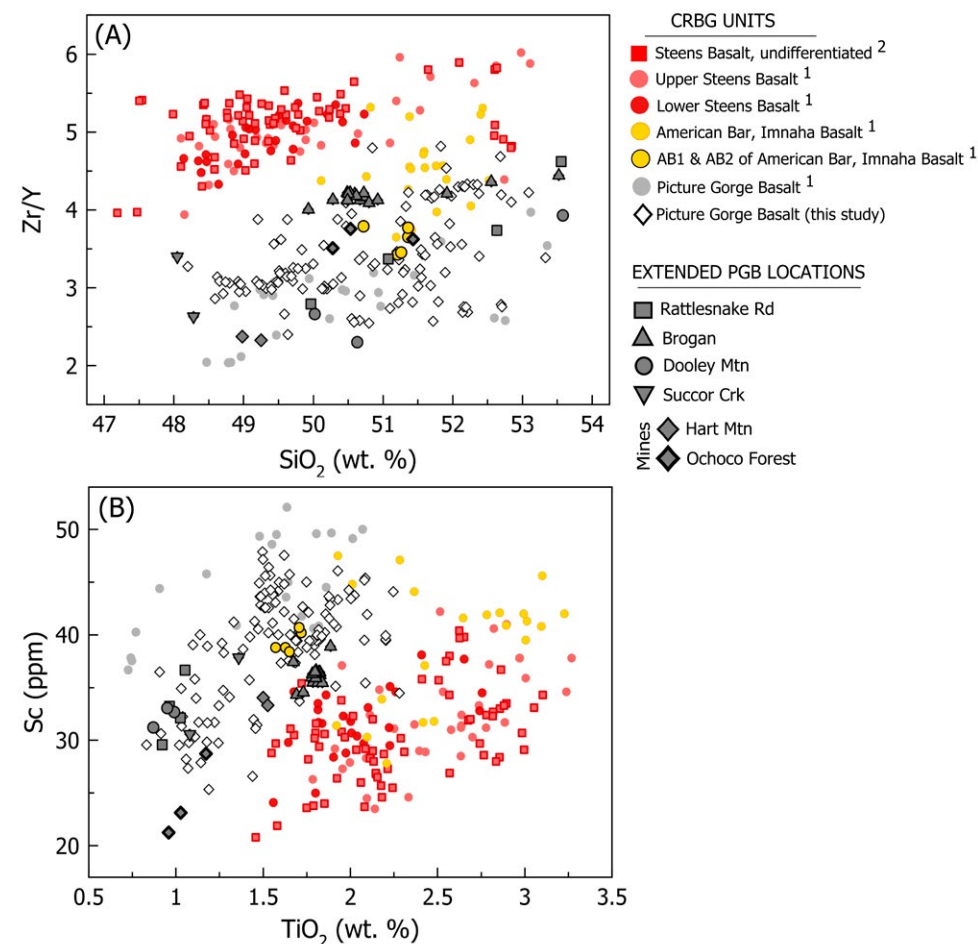 (A)
Zr/Y
6
5
4
3
2
47 48 49 50 51 52 53 54
SiO2 (wt. %)
CRBG UNITS
Steens Basalt, undifferentiated 2
Upper Steens Basalt 1
Lower Steens Basalt 1
American Bar, Imnaha Basalt 1
AB1 & AB2 of American Bar, Imnaha Basalt 1
Picture Gorge Basalt 1
Picture Gorge Basalt (this study)
EXTENDED PGB LOCATIONS
Rattlesnake Rd
Brogan
Dooley Mtn
Succor Crk
Mines
Hart Mtn
Ochoco Forest
(B)
Sc (ppm)
50
40
30
20
0.5 1 1.5 2 2.5 3 3.5
TiO2 (wt. %)